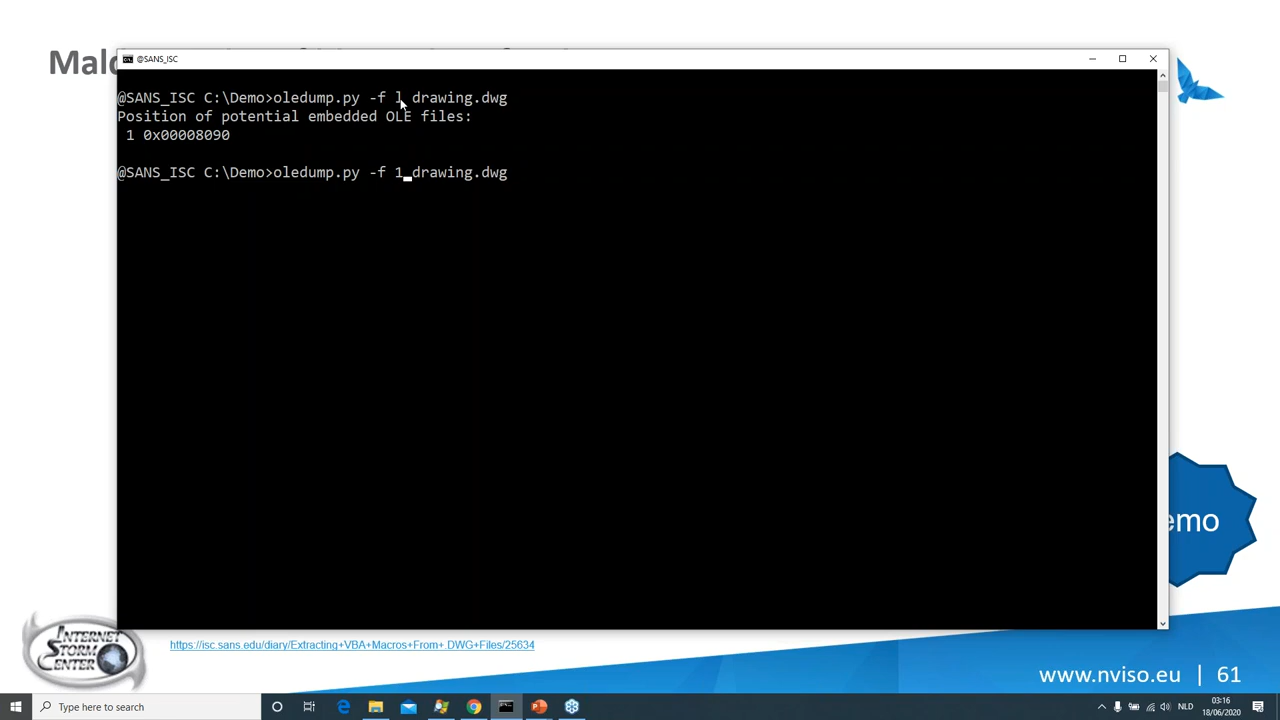 Malo
@SANS_ISC
@SANS_ISC C:\Demo>oledump.py -f l drawing.dwg
Position of potential embedded OLE files:
1 0x00008090
@SANS_ISC C:\Demo>oledump.py -f 1 drawing.dwg
emo
INTERNET
STORM
CENTER
https://isc.sans.edu/diary/Extracting+VBA+Macros+From+.DWG+Files/25634
www.nviso.eu | 61
Type here to search
NLD
03:16
18/06/2020